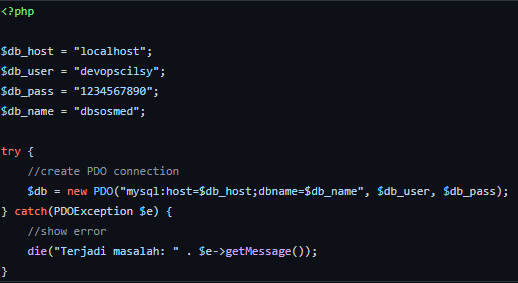 <?php
$db_host = "localhost";
$db_user = "devopscilsy";
$db_pass = "1234567890";
$db_name = "dbsosmed";
try {
//create PDO connection
$db = new PDO("mysql:host=$db_host;dbname=$db_name", $db_user, $db_pass);
} catch(PDOException $e) {
//show error
die("Terjadi masalah: " . $e->getMessage());
}